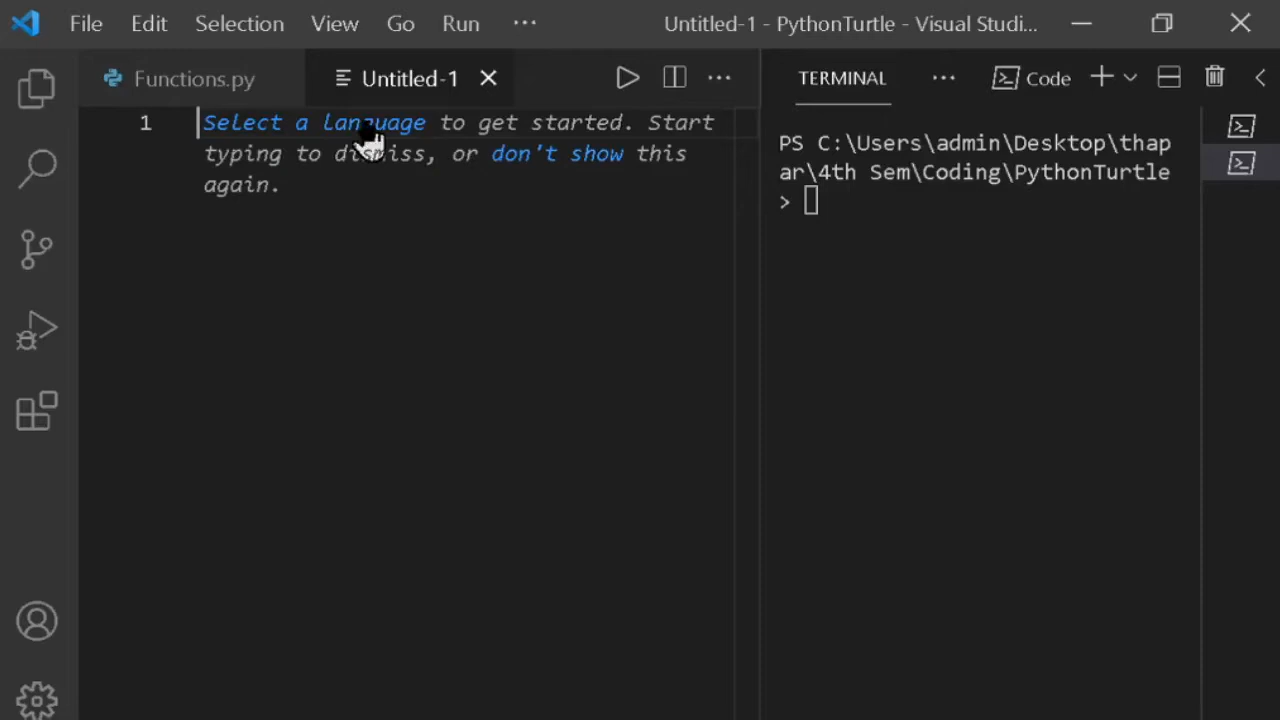 File Edit Selection View Go Run ··· Untitled-1 - PythonTurtle - Visual Studi...
Functions.py Untitled-1
TERMINAL ··· Code
1 Select a language to get started. Start
typing to dismiss, or don't show this
again.
PS C:\Users\admin\Desktop\thap
ar\4th Sem\Coding\PythonTurtle
>